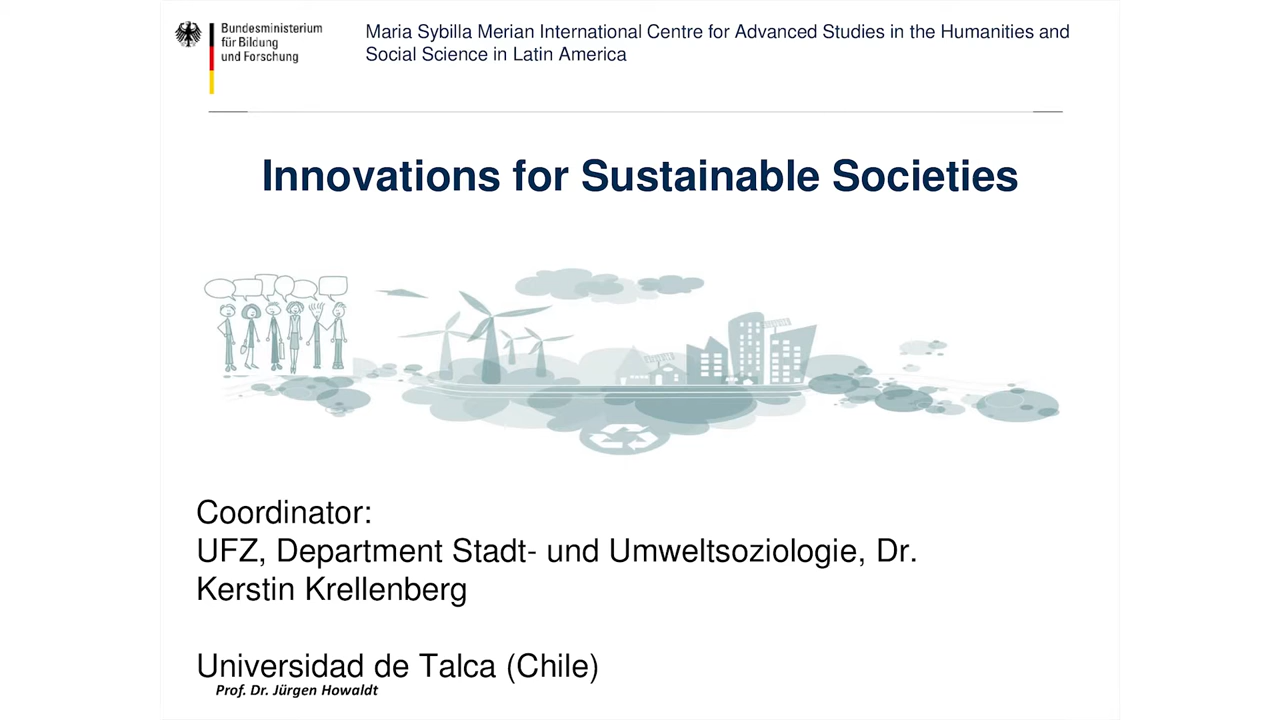 Bundesministerium
für Bildung
und Forschung
Maria Sybilla Merian International Centre for Advanced Studies in the Humanities and
Social Science in Latin America
Innovations for Sustainable Societies
Coordinator:
UFZ, Department Stadt- und Umweltsoziologie, Dr.
Kerstin Krellenberg
Universidad de Talca (Chile)
Prof. Dr. Jürgen Howaldt